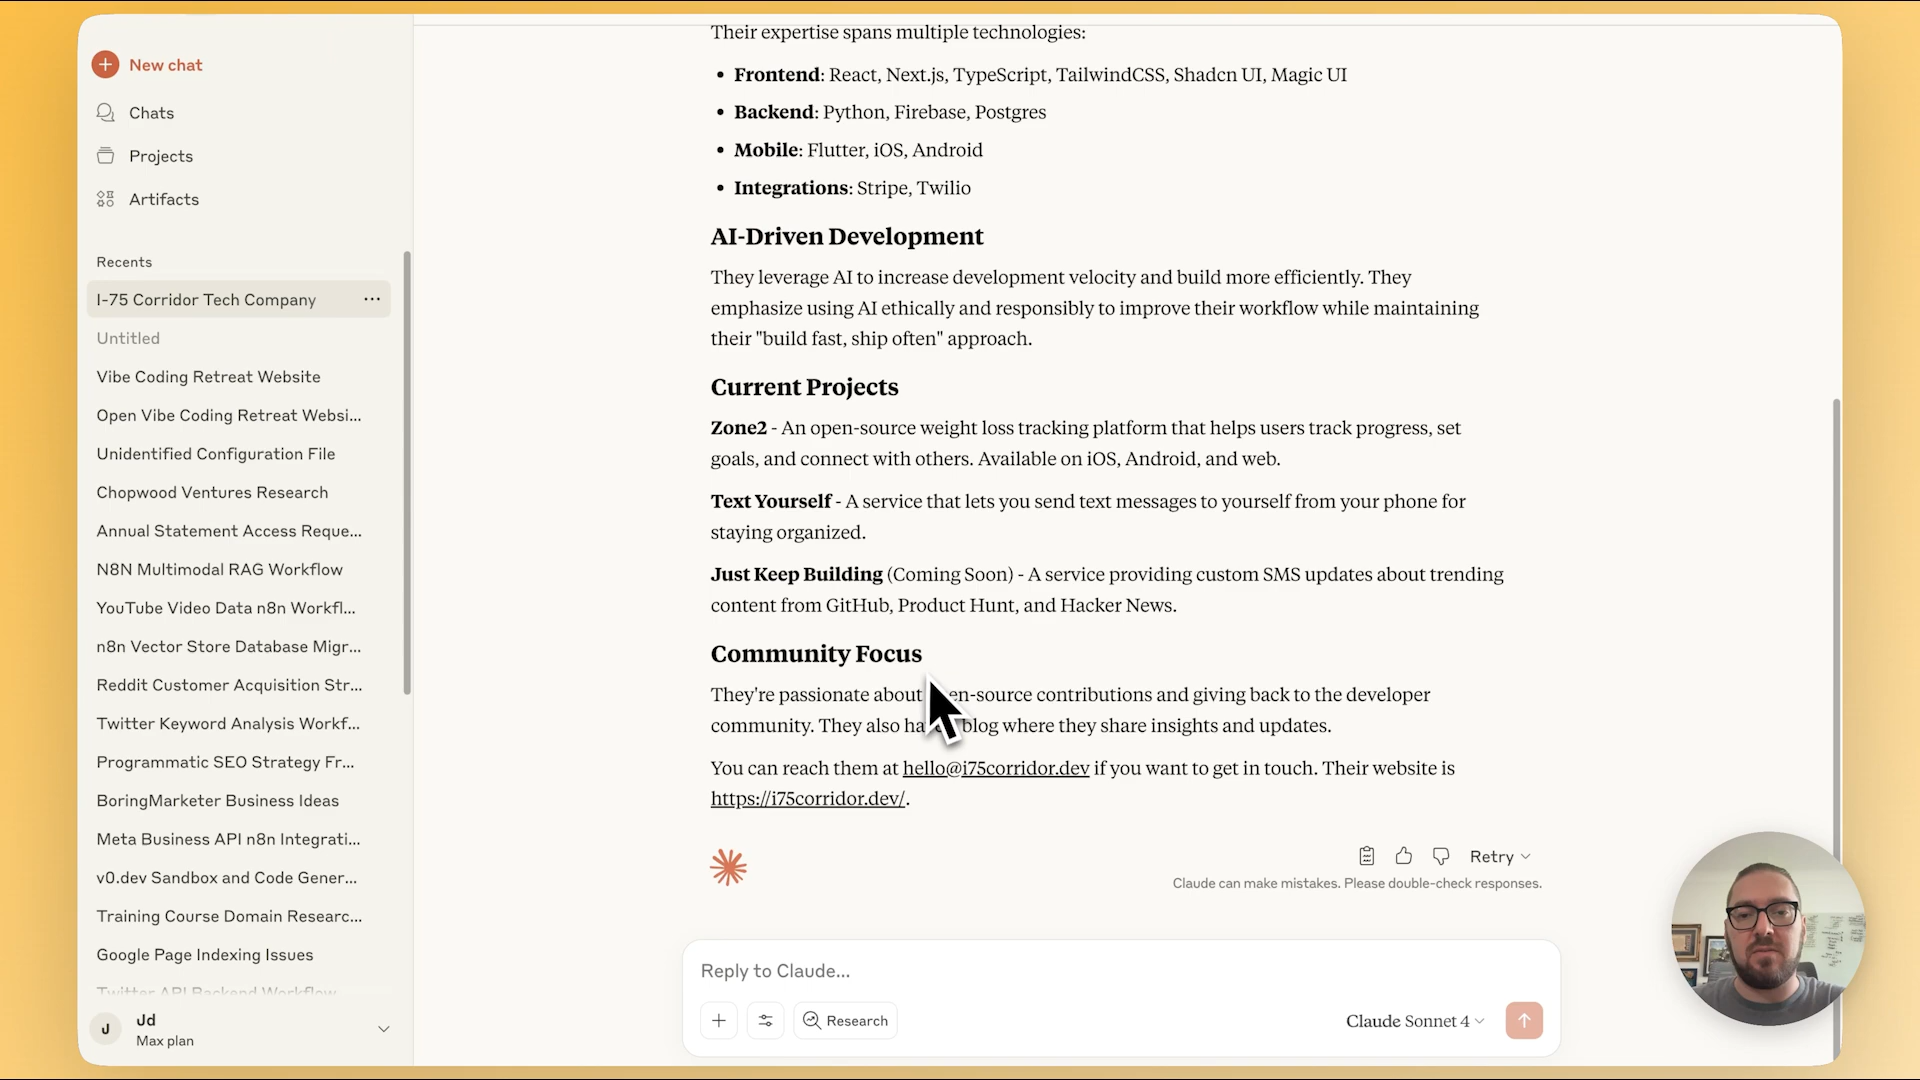 New chat
Chats
Projects
Artifacts
Recents
I-75 Corridor Tech Company
Untitled
Vibe Coding Retreat Website
Open Vibe Coding Retreat Websi...
Unidentified Configuration File
Chopwood Ventures Research
Annual Statement Access Reque...
N8N Multimodal RAG Workflow
YouTube Video Data n8n Workfl...
n8n Vector Store Database Migr...
Reddit Customer Acquisition Str...
Twitter Keyword Analysis Workf...
Programmatic SEO Strategy Fr...
BoringMarketer Business Ideas
Meta Business API n8n Integrati...
v0.dev Sandbox and Code Gener...
Training Course Domain Researc...
Google Page Indexing Issues
Twitter API Backend Workflow
J
Jd
Max plan
Their expertise spans multiple technologies:
• Frontend: React, Next.js, TypeScript, TailwindCSS, Shadcn UI, Magic UI
• Backend: Python, Firebase, Postgres
• Mobile: Flutter, iOS, Android
• Integrations: Stripe, Twilio
AI-Driven Development
They leverage AI to increase development velocity and build more efficiently. They
emphasize using AI ethically and responsibly to improve their workflow while maintaining
their "build fast, ship often" approach.
Current Projects
Zone2 - An open-source weight loss tracking platform that helps users track progress, set
goals, and connect with others. Available on iOS, Android, and web.
Text Yourself - A service that lets you send text messages to yourself from your phone for
staying organized.
Just Keep Building (Coming Soon) - A service providing custom SMS updates about trending
content from GitHub, Product Hunt, and Hacker News.
Community Focus
They're passionate about en-source contributions and giving back to the developer
community. They also ha blog where they share insights and updates.
You can reach them at hello@i75corridor.dev if you want to get in touch. Their website is
https://i75corridor.dev/.
Retry
Claude can make mistakes. Please double-check responses.
Reply to Claude...
Research
Claude Sonnet 4